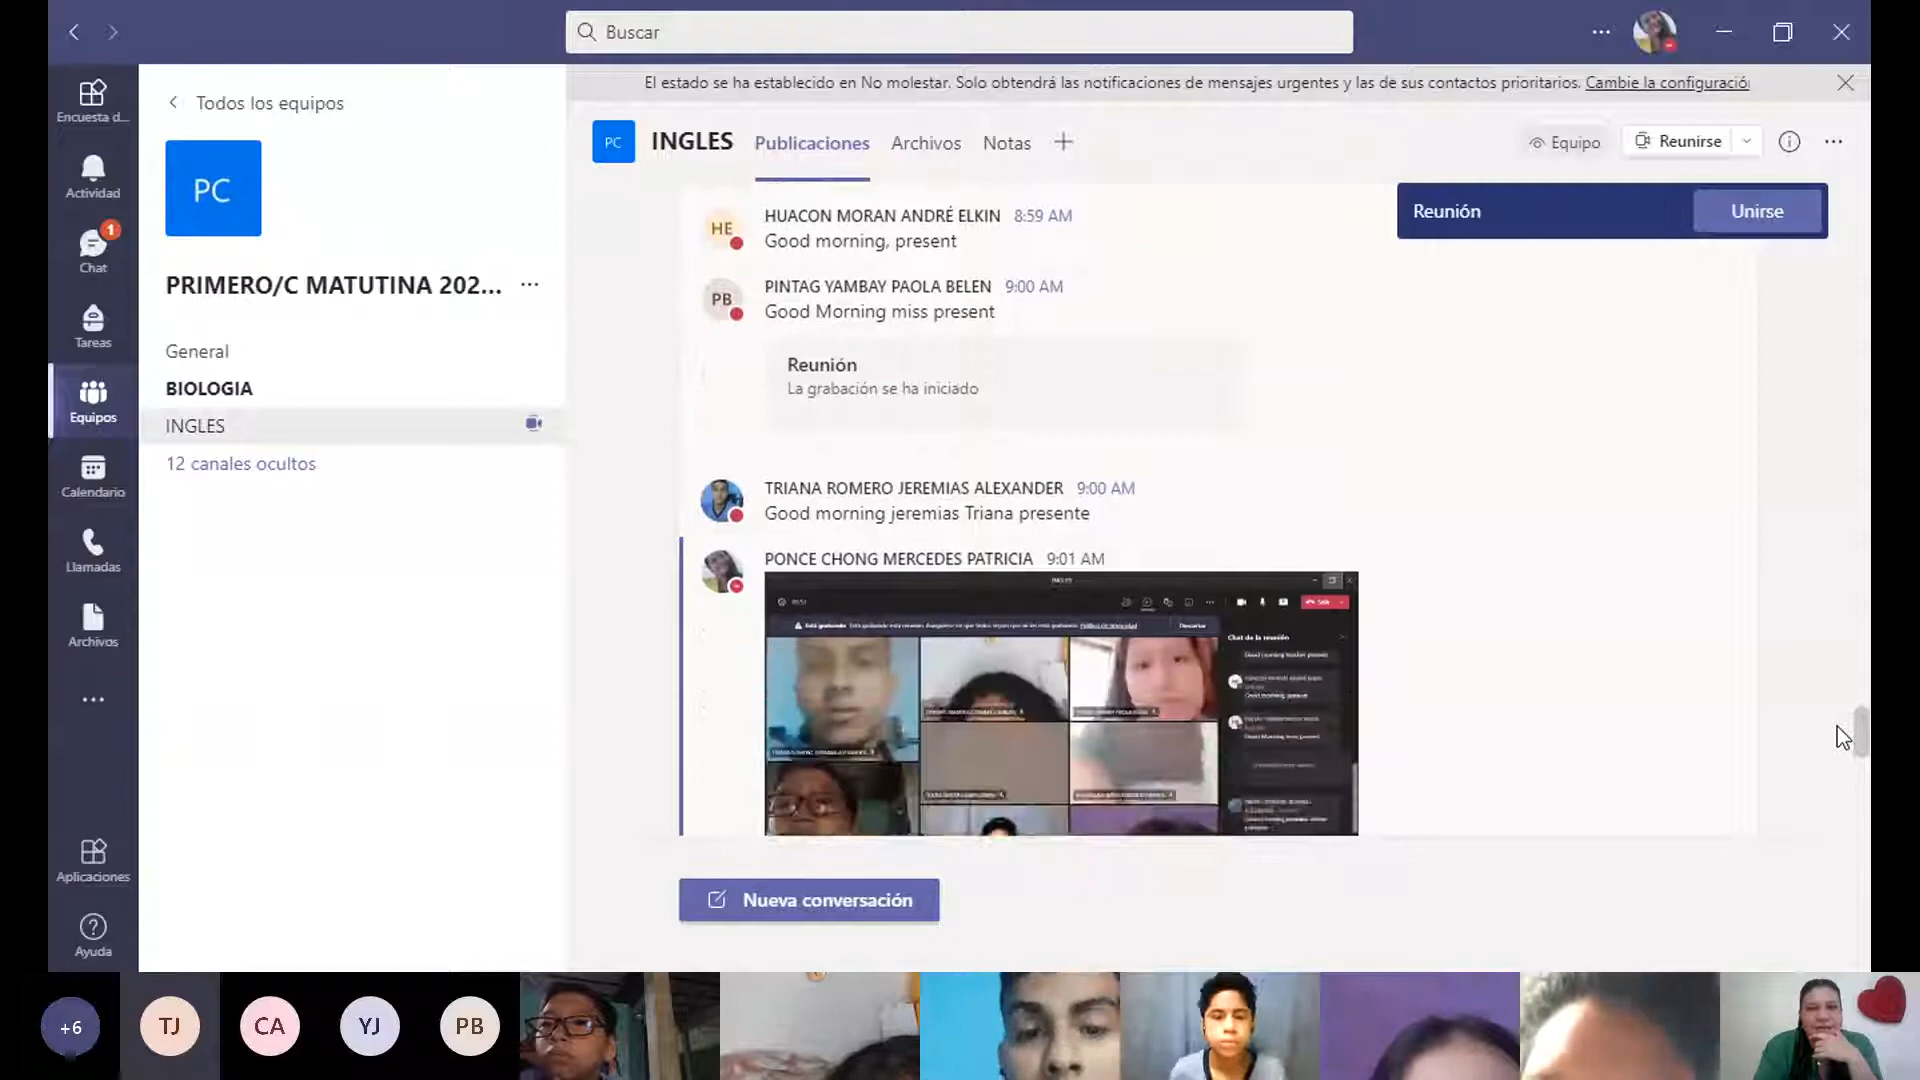 Buscar
El estado se ha establecido en No molestar. Solo obtendrá las notificaciones de mensajes urgentes y las de sus contactos prioritarios. Cambie la configuració
Encuesta d...
Actividad
1
Chat
Tareas
Equipos
Calendario
Llamadas
Archivos
Aplicaciones
Ayuda
Todos los equipos
PC
PRIMERO/C MATUTINA 202...
General
BIOLOGIA
INGLES
12 canales ocultos
PC
INGLES
Publicaciones
Archivos
Notas
Equipo
Reunirse
Reunión
Unirse
HE
HUACON MORAN ANDRÉ ELKIN 8:59 AM
Good morning, present
PB
PINTAG YAMBAY PAOLA BELEN 9:00 AM
Good Morning miss present
Reunión
La grabación se ha iniciado
TRIANA ROMERO JEREMIAS ALEXANDER 9:00 AM
Good morning jeremias Triana presente
PONCE CHONG MERCEDES PATRICIA 9:01 AM
Chat de la reunión
Nueva conversación
+6
TJ
CA
YJ
PB